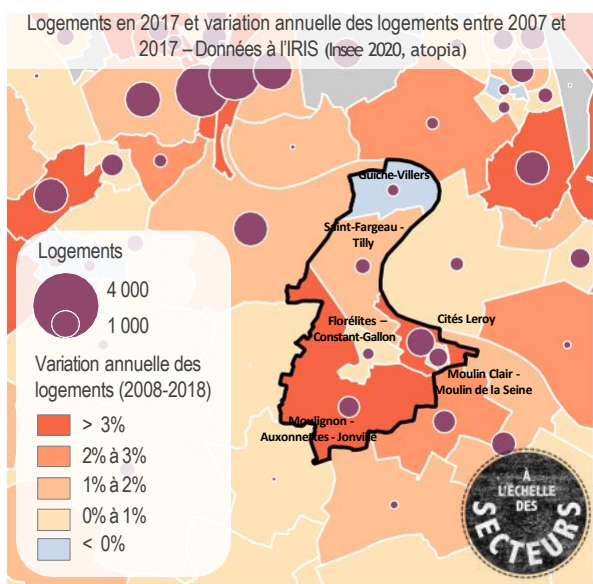 Logements en 2017 et variation annuelle des logements entre 2007 et
2017 – Données à l'IRIS (Insee 2020, atopia)
Guiche-Villers
Saint-Fargeau -
Tilly
Florélites –
Constant-Gallon
Cités Leroy
Moulin Clair -
Moulin de la Seine
Moulignon -
Auxonnettes - Jonville
Logements
4 000
1 000
Variation annuelle des
logements (2008-2018)
> 3%
2% à 3%
1% à 2%
0% à 1%
< 0%
À
L'ÉCHELLE
DES
SECTEURS